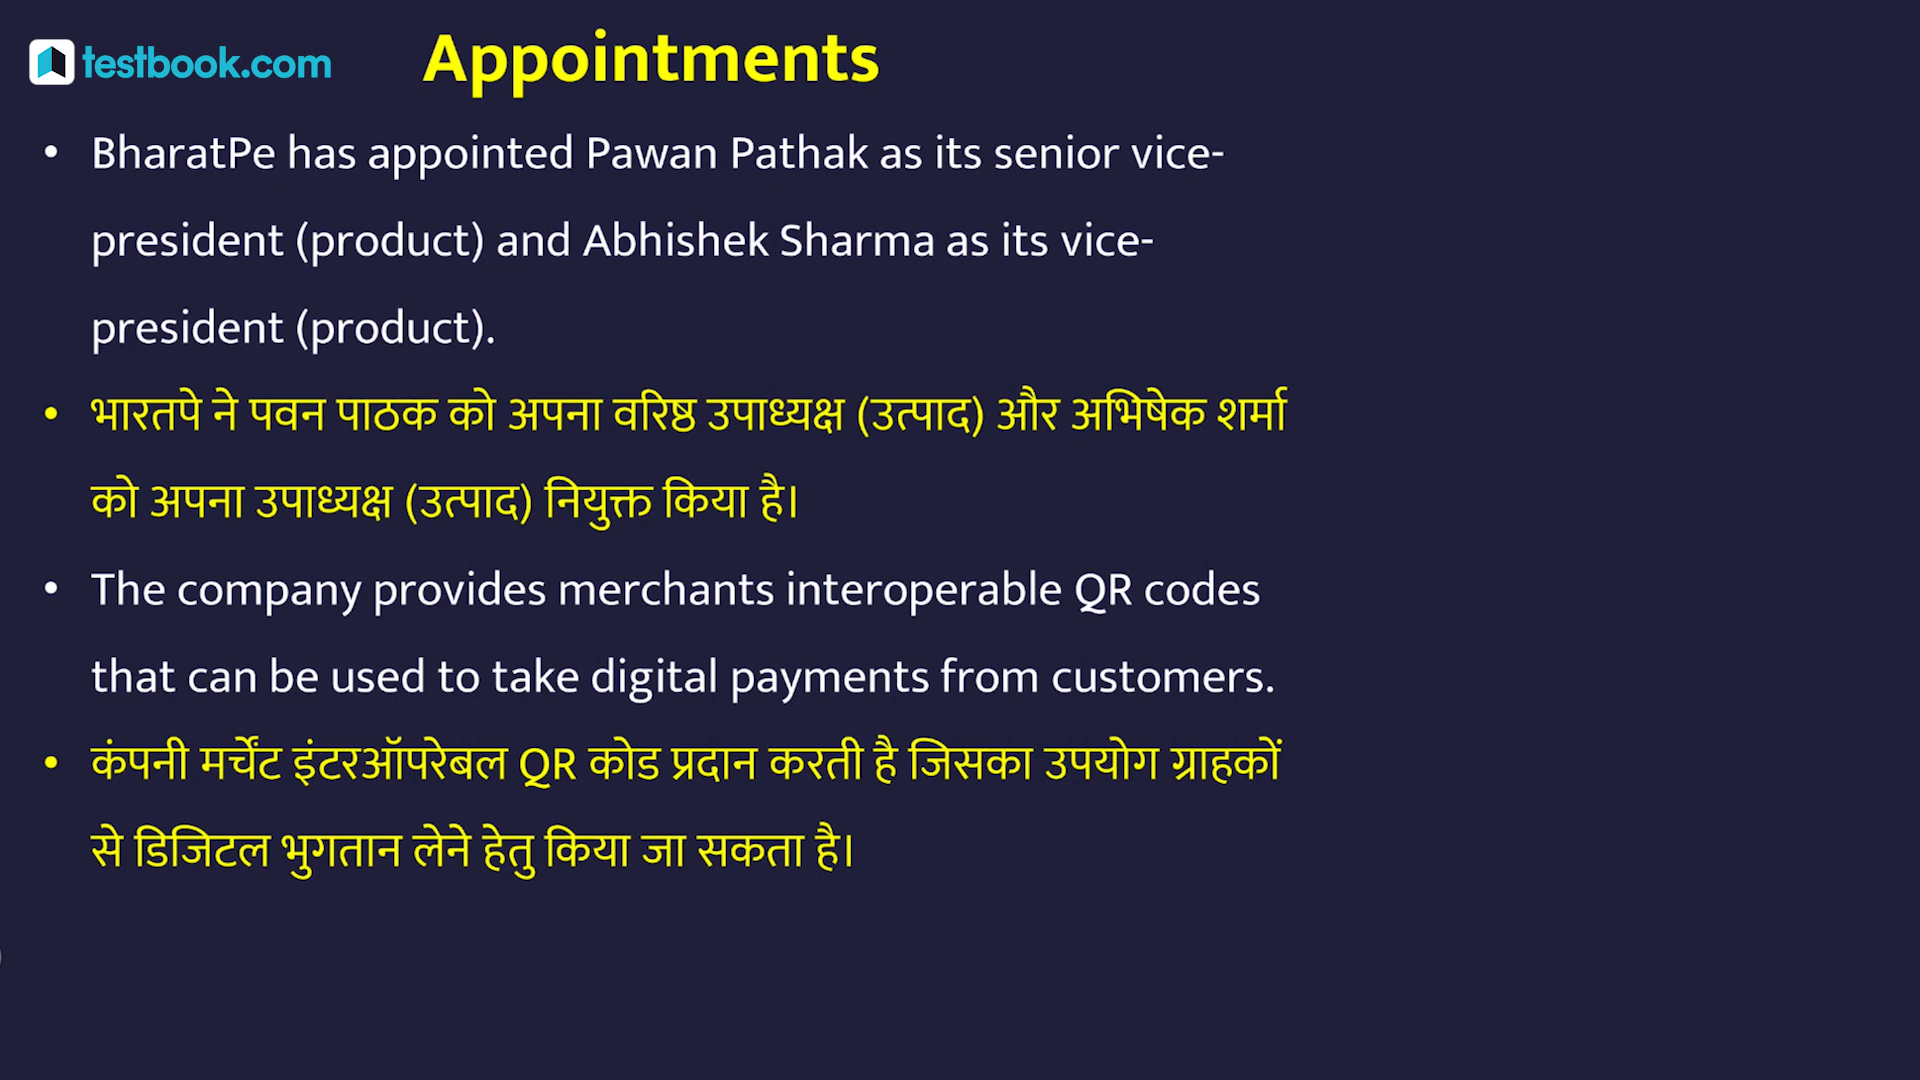 testbook.com
Appointments
• BharatPe has appointed Pawan Pathak as its senior vice-
president (product) and Abhishek Sharma as its vice-
president (product).
• भारतपे ने पवन पाठक को अपना वरिष्ठ उपाध्यक्ष (उत्पाद) और अभिषेक शर्मा
को अपना उपाध्यक्ष (उत्पाद) नियुक्त किया है।
• The company provides merchants interoperable QR codes
that can be used to take digital payments from customers.
• कंपनी मर्चेंट इंटरऑपरेबल QR कोड प्रदान करती है जिसका उपयोग ग्राहकों
से डिजिटल भुगतान लेने हेतु किया जा सकता है।